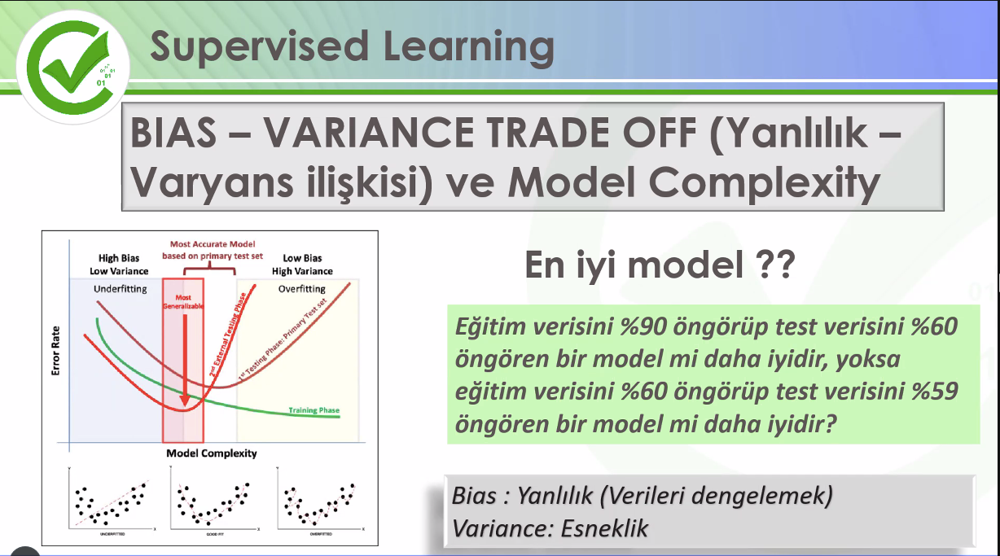 Supervised Learning
01 01
01
01
BIAS – VARIANCE TRADE OFF (Yanlılık –
Varyans ilişkisi) ve Model Complexity
Most Accurate Model
based on primary test set
High Bias
Low Variance
Low Bias
High Variance
Underfitting
Overfitting
Most
Generalizable
2nd External Testing Phase
1st Testing Phase: Primary Test set
Training Phase
Error Rate
Model Complexity
Y
X
UNDERFITTED
Y
X
GOOD FIT
Y
X
OVERFITTED
En iyi model ??
Eğitim verisini %90 öngörüp test verisini %60
öngören bir model mi daha iyidir, yoksa
eğitim verisini %60 öngörüp test verisini %59
öngören bir model mi daha iyidir?
Bias : Yanlılık (Verileri dengelemek)
Variance: Esneklik